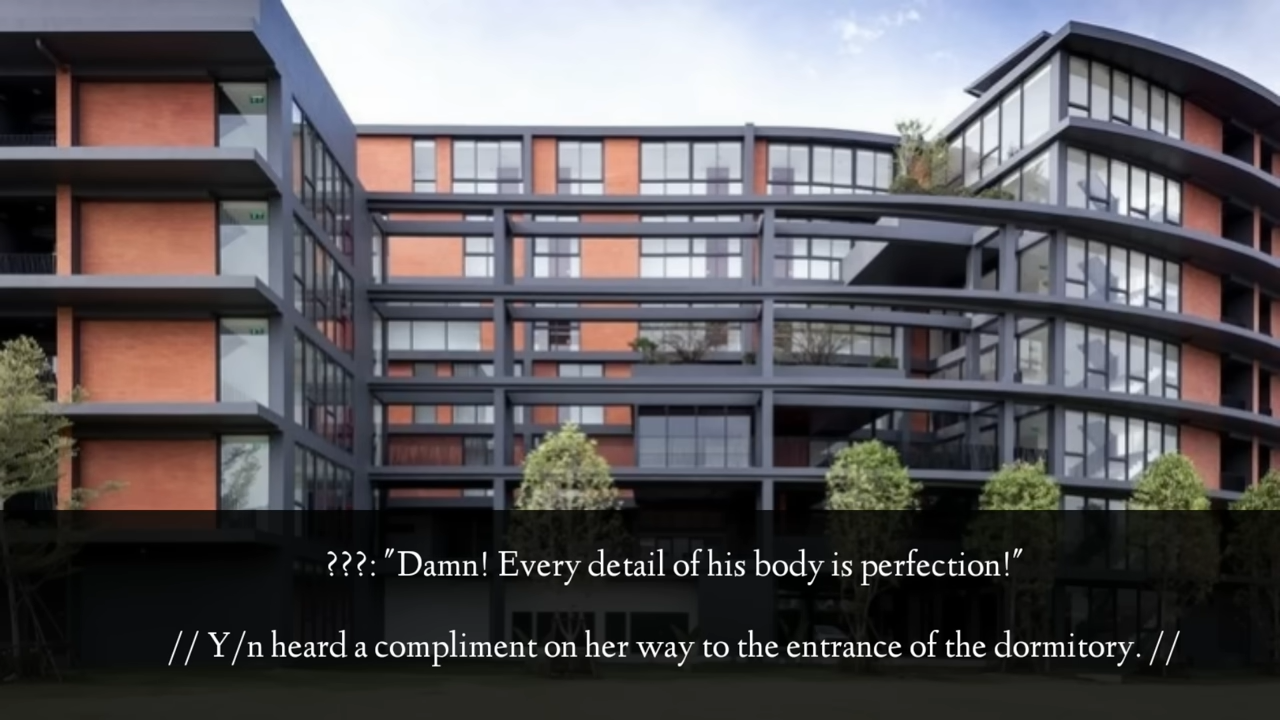 ???: "Damn! Every detail of his body is perfection!"
// Y/n heard a compliment on her way to the entrance of the dormitory. //